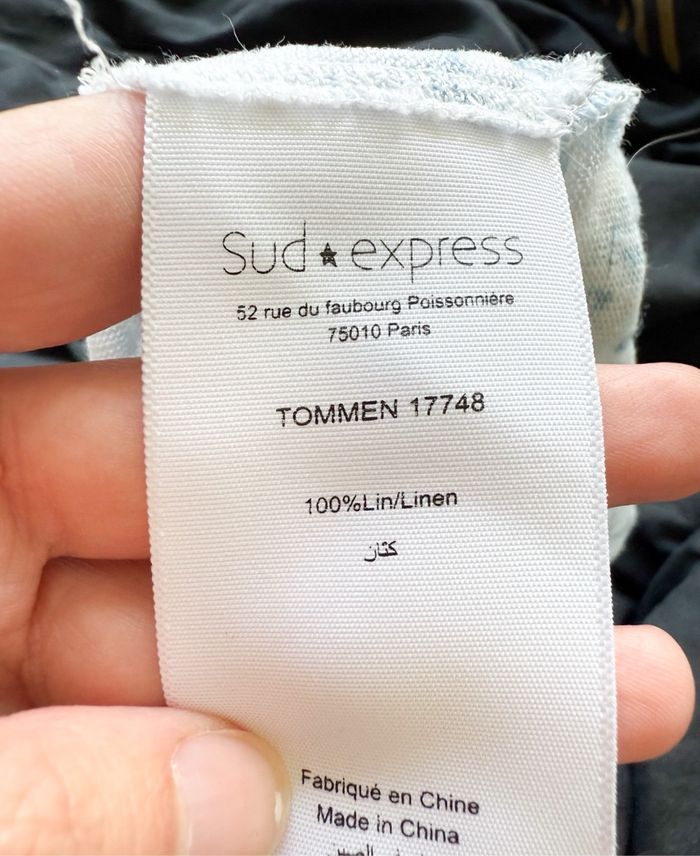 Sud★express
52 rue du faubourg Poissonnière
75010 Paris
TOMMEN 17748
100%Lin/Linen
كتان
Fabriqué en Chine
Made in China